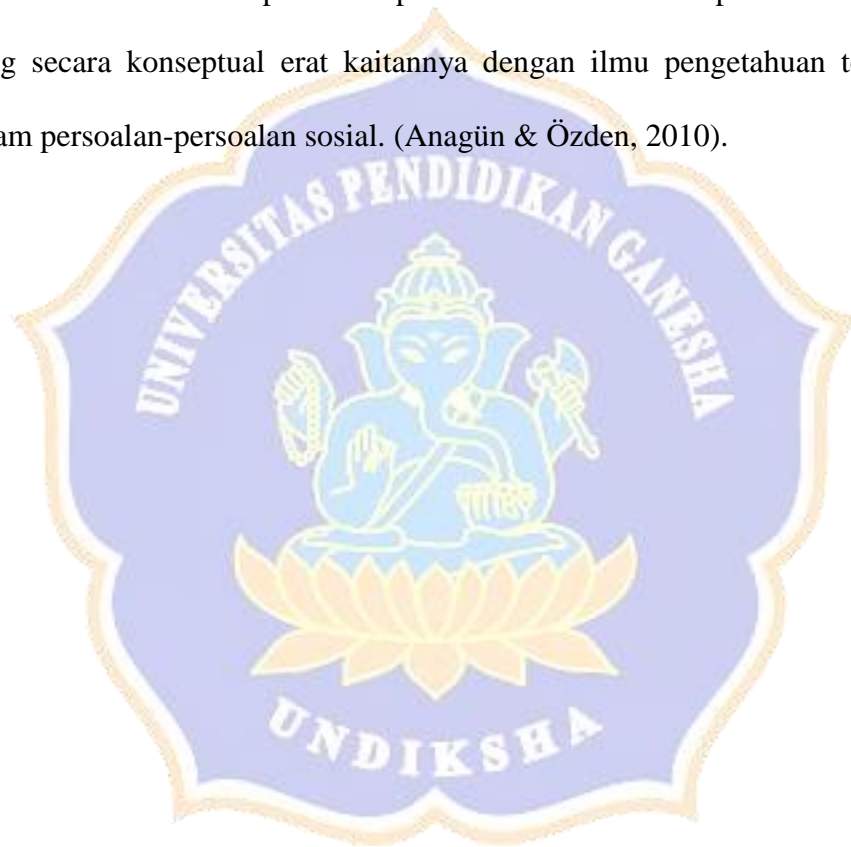 g secara konseptual erat kaitannya dengan ilmu pengetahuan t
am persoalan-persoalan sosial. (Anagün & Özden, 2010).
UNIVERSITAS PENDIDIKAN GANESHA
UNDIKSHA